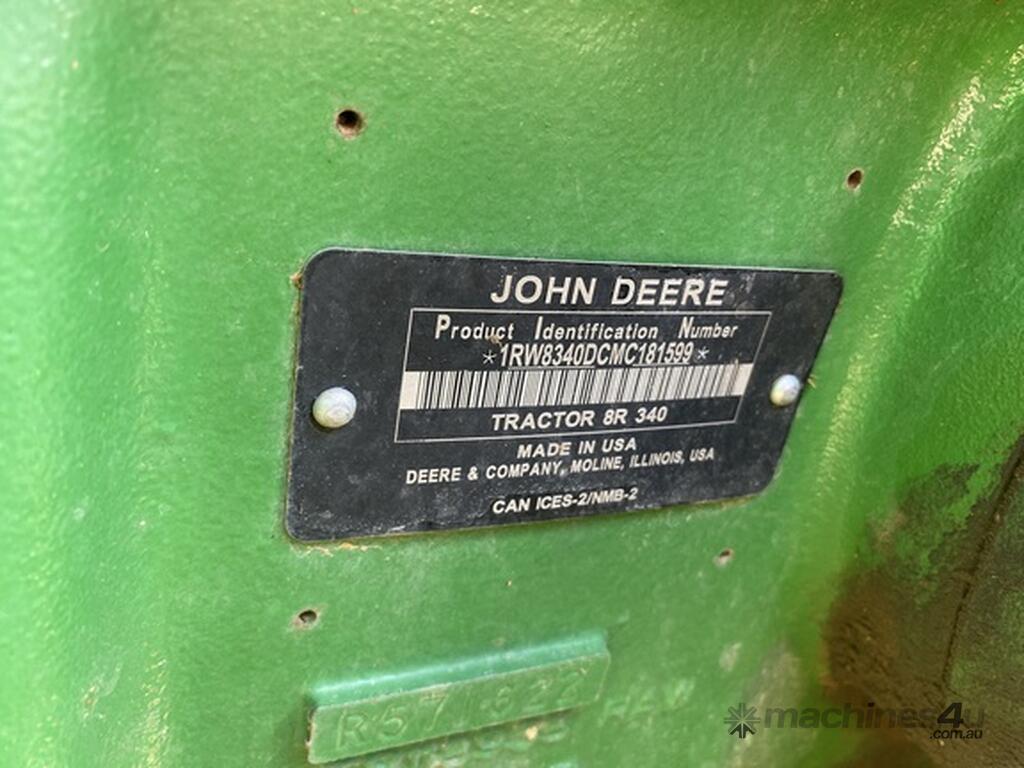 JOHN DEERE
Product Identification Number
*1RW8340DCMC181599*
TRACTOR 8R 340
MADE IN USA
DEERE & COMPANY, MOLINE, ILLINOIS, USA
CAN ICES-2/NMB-2
R571622
machines4u
.com.au